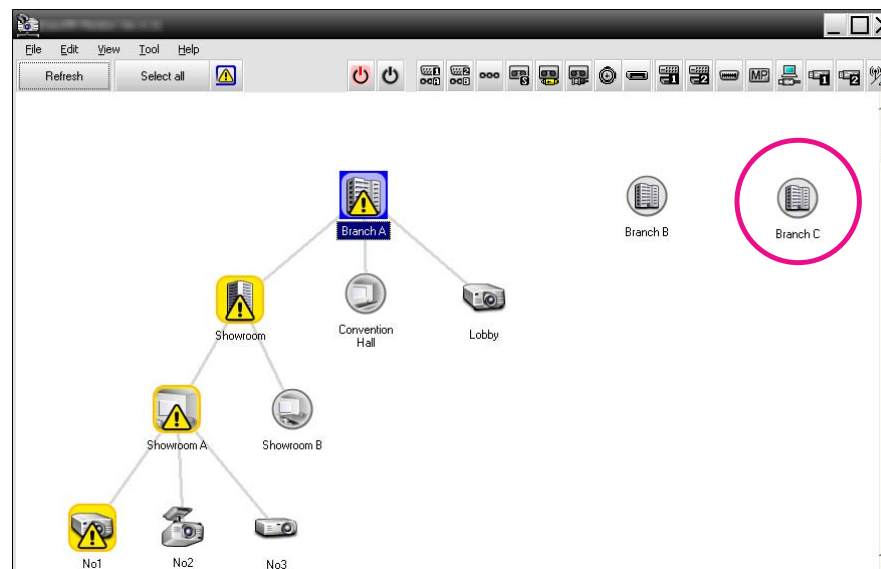 File Edit View Tool Help
Refresh Select all
MP
Branch A
Branch B
Branch C
Showroom
Convention
Hall
Lobby
Showroom A
Showroom B
No1
No2
No3